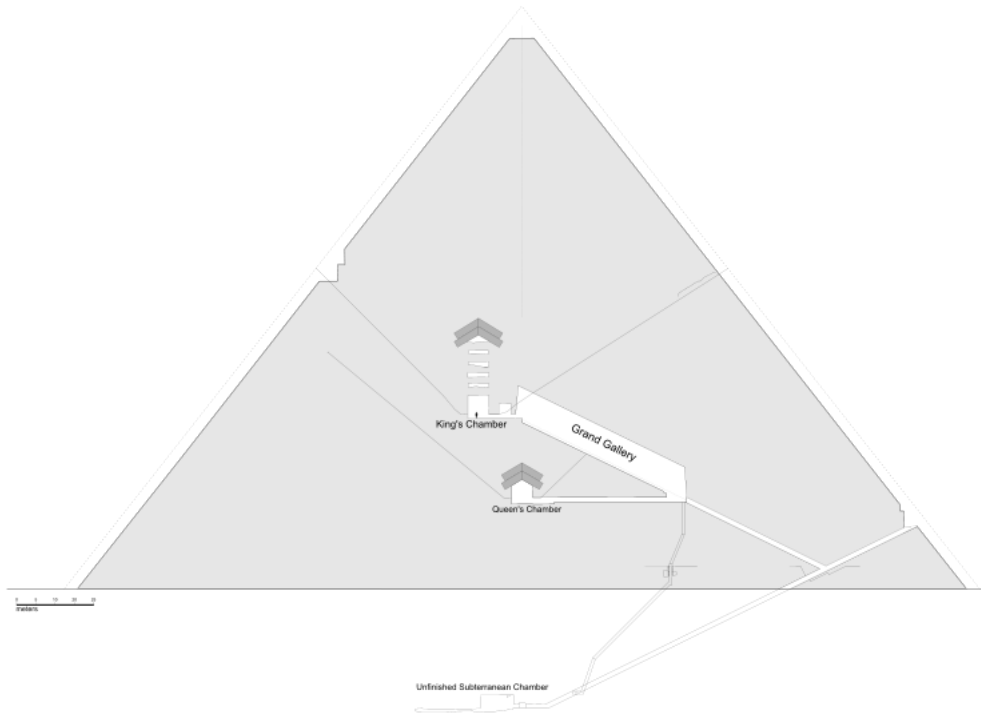 King's Chamber
Grand Gallery
Queen's Chamber
meters
Unfinished Subterranean Chamber